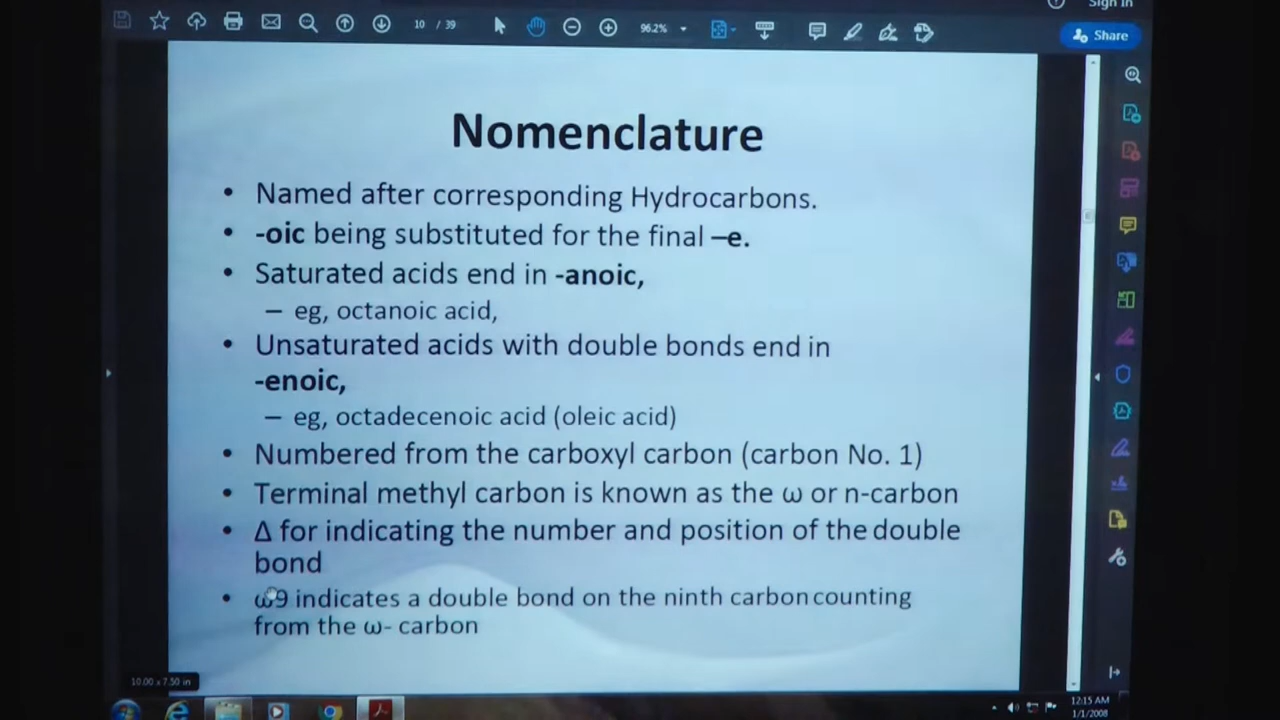 Sign In
10 / 39
96.2%
Share
Nomenclature
• Named after corresponding Hydrocarbons.
• -oic being substituted for the final –e.
• Saturated acids end in -anoic,
– eg, octanoic acid,
• Unsaturated acids with double bonds end in
-enoic,
– eg, octadecenoic acid (oleic acid)
• Numbered from the carboxyl carbon (carbon No. 1)
• Terminal methyl carbon is known as the ω or n-carbon
• Δ for indicating the number and position of the double
bond
• ω9 indicates a double bond on the ninth carbon counting
from the ω- carbon
10.00 x 7.50 in
12:15 AM
1/1/2008